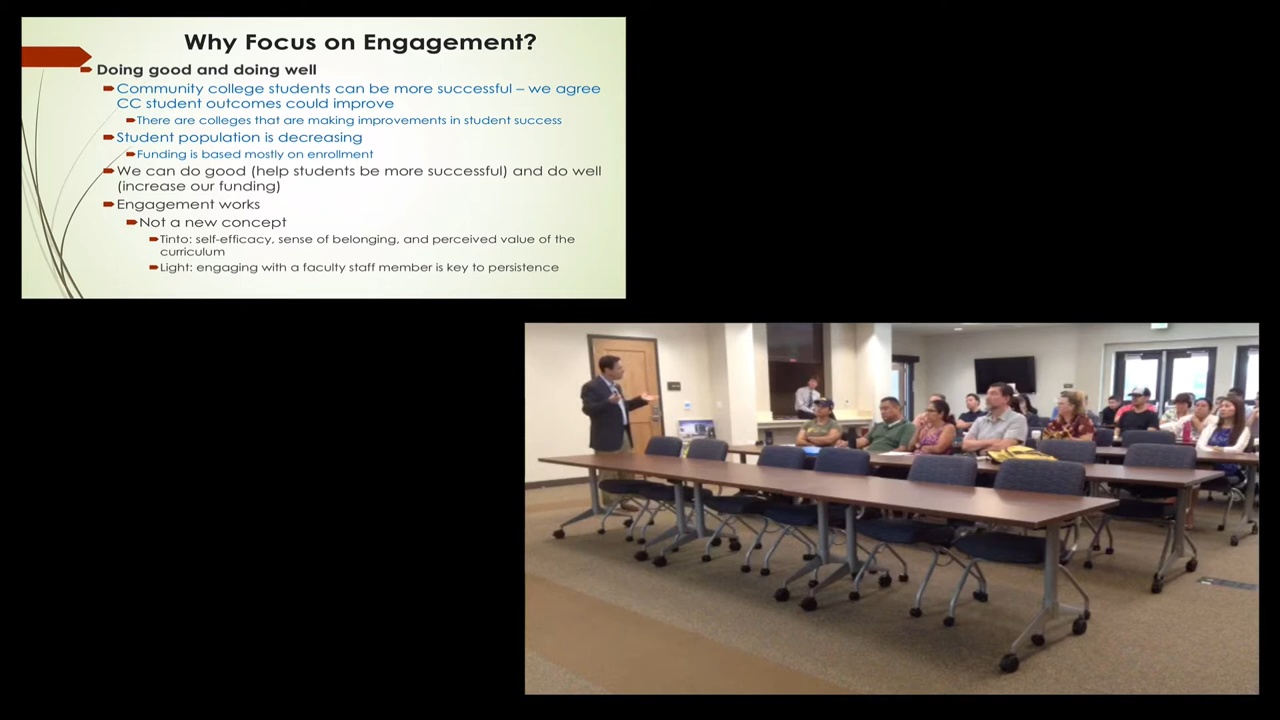 Why Focus on Engagement?
Doing good and doing well
Community college students can be more successful – we agree
CC student outcomes could improve
There are colleges that are making improvements in student success
Student population is decreasing
Funding is based mostly on enrollment
We can do good (help students be more successful) and do well
(increase our funding)
Engagement works
Not a new concept
Tinto: self-efficacy, sense of belonging, and perceived value of the
curriculum
Light: engaging with a faculty staff member is key to persistence